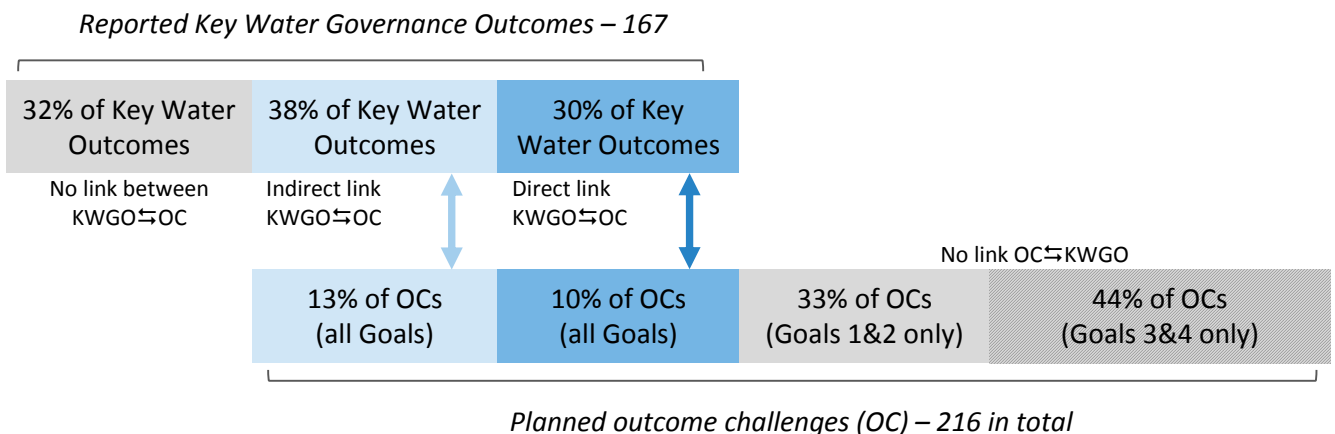 Reported Key Water Governance Outcomes – 167
32% of Key Water
Outcomes
38% of Key Water
Outcomes
30% of Key
Water Outcomes
No link between
KWGO⇆OC
Indirect link
KWGO⇆OC
Direct link
KWGO⇆OC
No link OC⇆KWGO
13% of OCs
(all Goals)
10% of OCs
(all Goals)
33% of OCs
(Goals 1&2 only)
44% of OCs
(Goals 3&4 only)
Planned outcome challenges (OC) – 216 in total